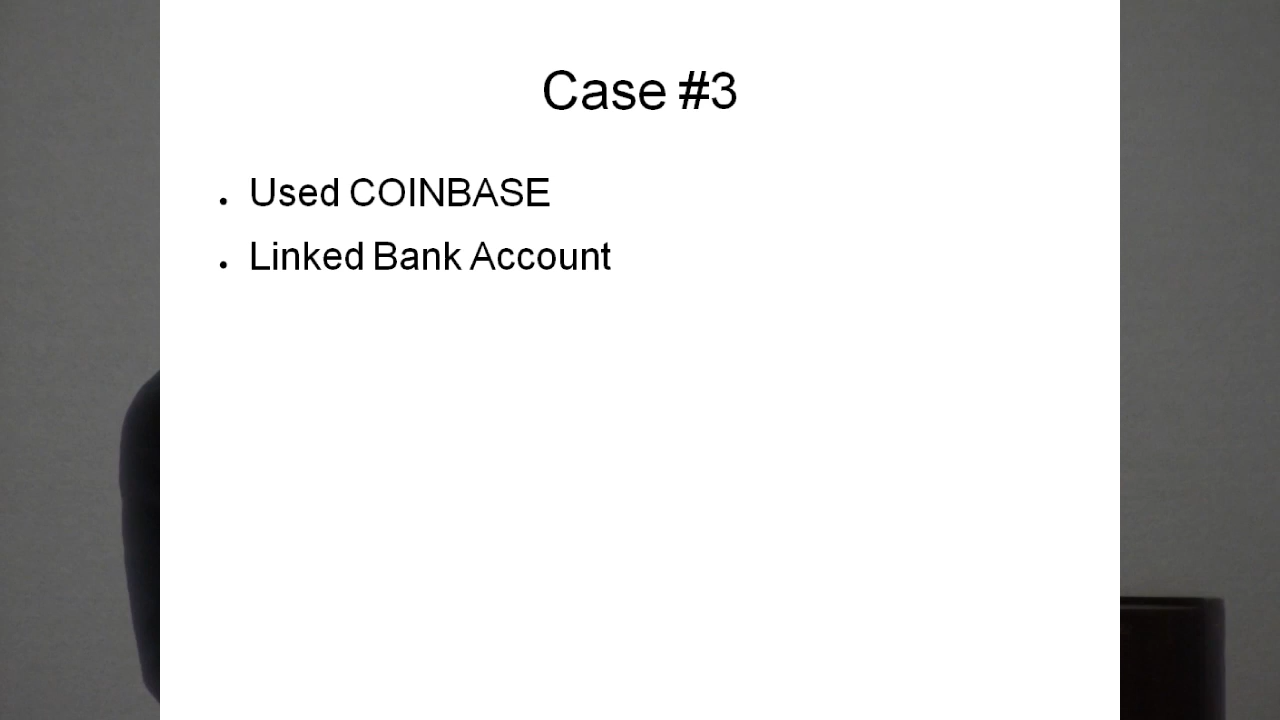 Case #3
• Used COINBASE
• Linked Bank Account